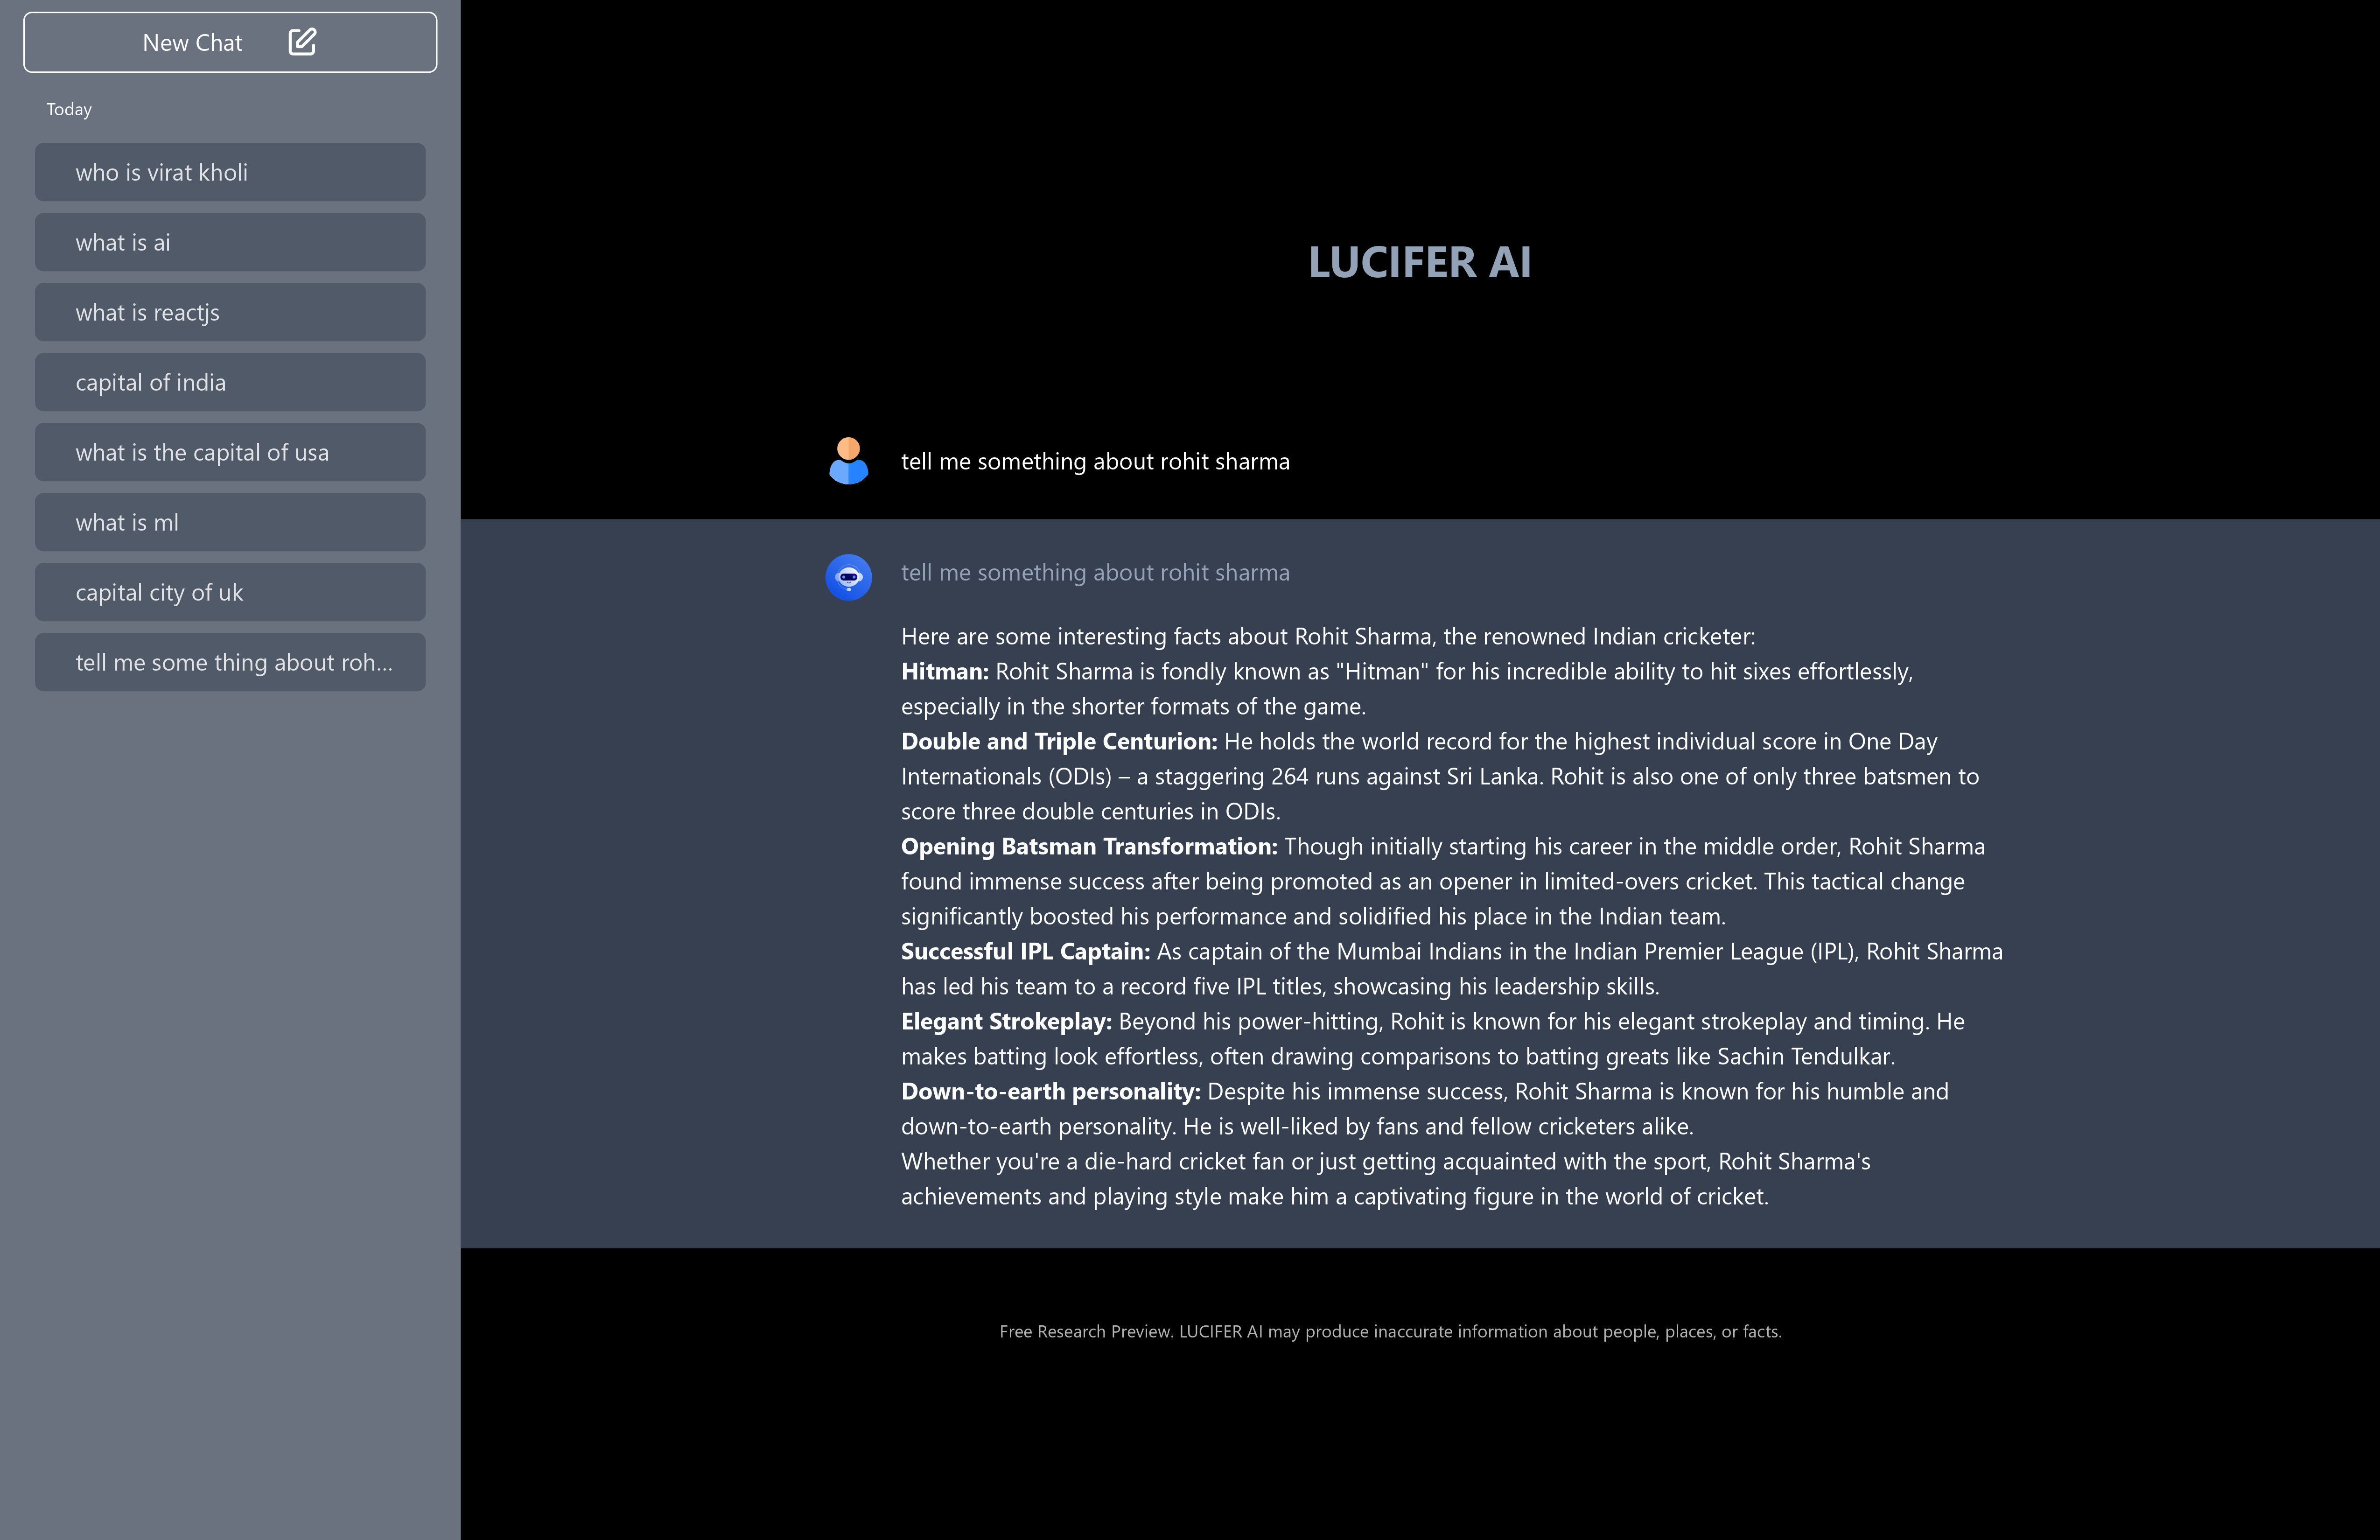 New Chat
Today
who is virat kholi
what is ai
what is reactjs
capital of india
what is the capital of usa
what is ml
capital city of uk
tell me some thing about roh...
LUCIFER AI
tell me something about rohit sharma
tell me something about rohit sharma
Here are some interesting facts about Rohit Sharma, the renowned Indian cricketer:
Hitman: Rohit Sharma is fondly known as "Hitman" for his incredible ability to hit sixes effortlessly,
especially in the shorter formats of the game.
Double and Triple Centurion: He holds the world record for the highest individual score in One Day
Internationals (ODIs) – a staggering 264 runs against Sri Lanka. Rohit is also one of only three batsmen to
score three double centuries in ODIs.
Opening Batsman Transformation: Though initially starting his career in the middle order, Rohit Sharma
found immense success after being promoted as an opener in limited-overs cricket. This tactical change
significantly boosted his performance and solidified his place in the Indian team.
Successful IPL Captain: As captain of the Mumbai Indians in the Indian Premier League (IPL), Rohit Sharma
has led his team to a record five IPL titles, showcasing his leadership skills.
Elegant Strokeplay: Beyond his power-hitting, Rohit is known for his elegant strokeplay and timing. He
makes batting look effortless, often drawing comparisons to batting greats like Sachin Tendulkar.
Down-to-earth personality: Despite his immense success, Rohit Sharma is known for his humble and
down-to-earth personality. He is well-liked by fans and fellow cricketers alike.
Whether you're a die-hard cricket fan or just getting acquainted with the sport, Rohit Sharma's
achievements and playing style make him a captivating figure in the world of cricket.
Free Research Preview. LUCIFER AI may produce inaccurate information about people, places, or facts.